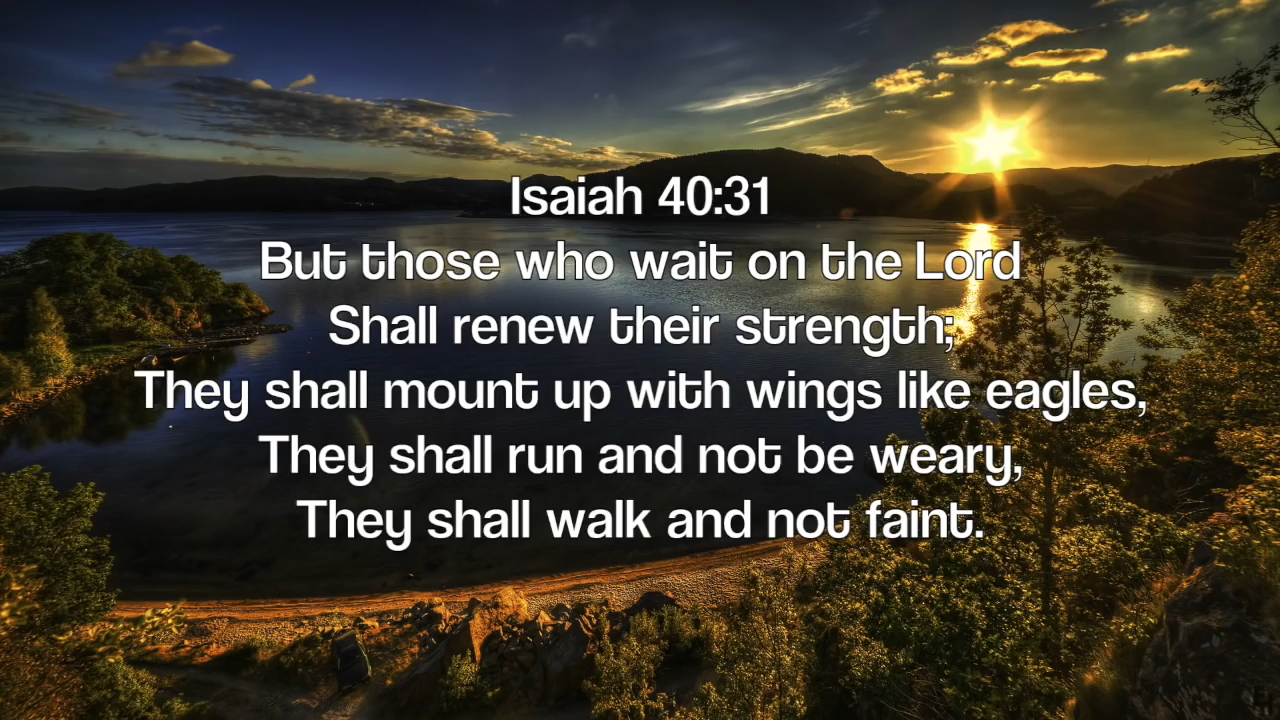 Isaiah 40:31
But those who wait on the Lord
Shall renew their strength;
They shall mount up with wings like eagles,
They shall run and not be weary,
They shall walk and not faint.